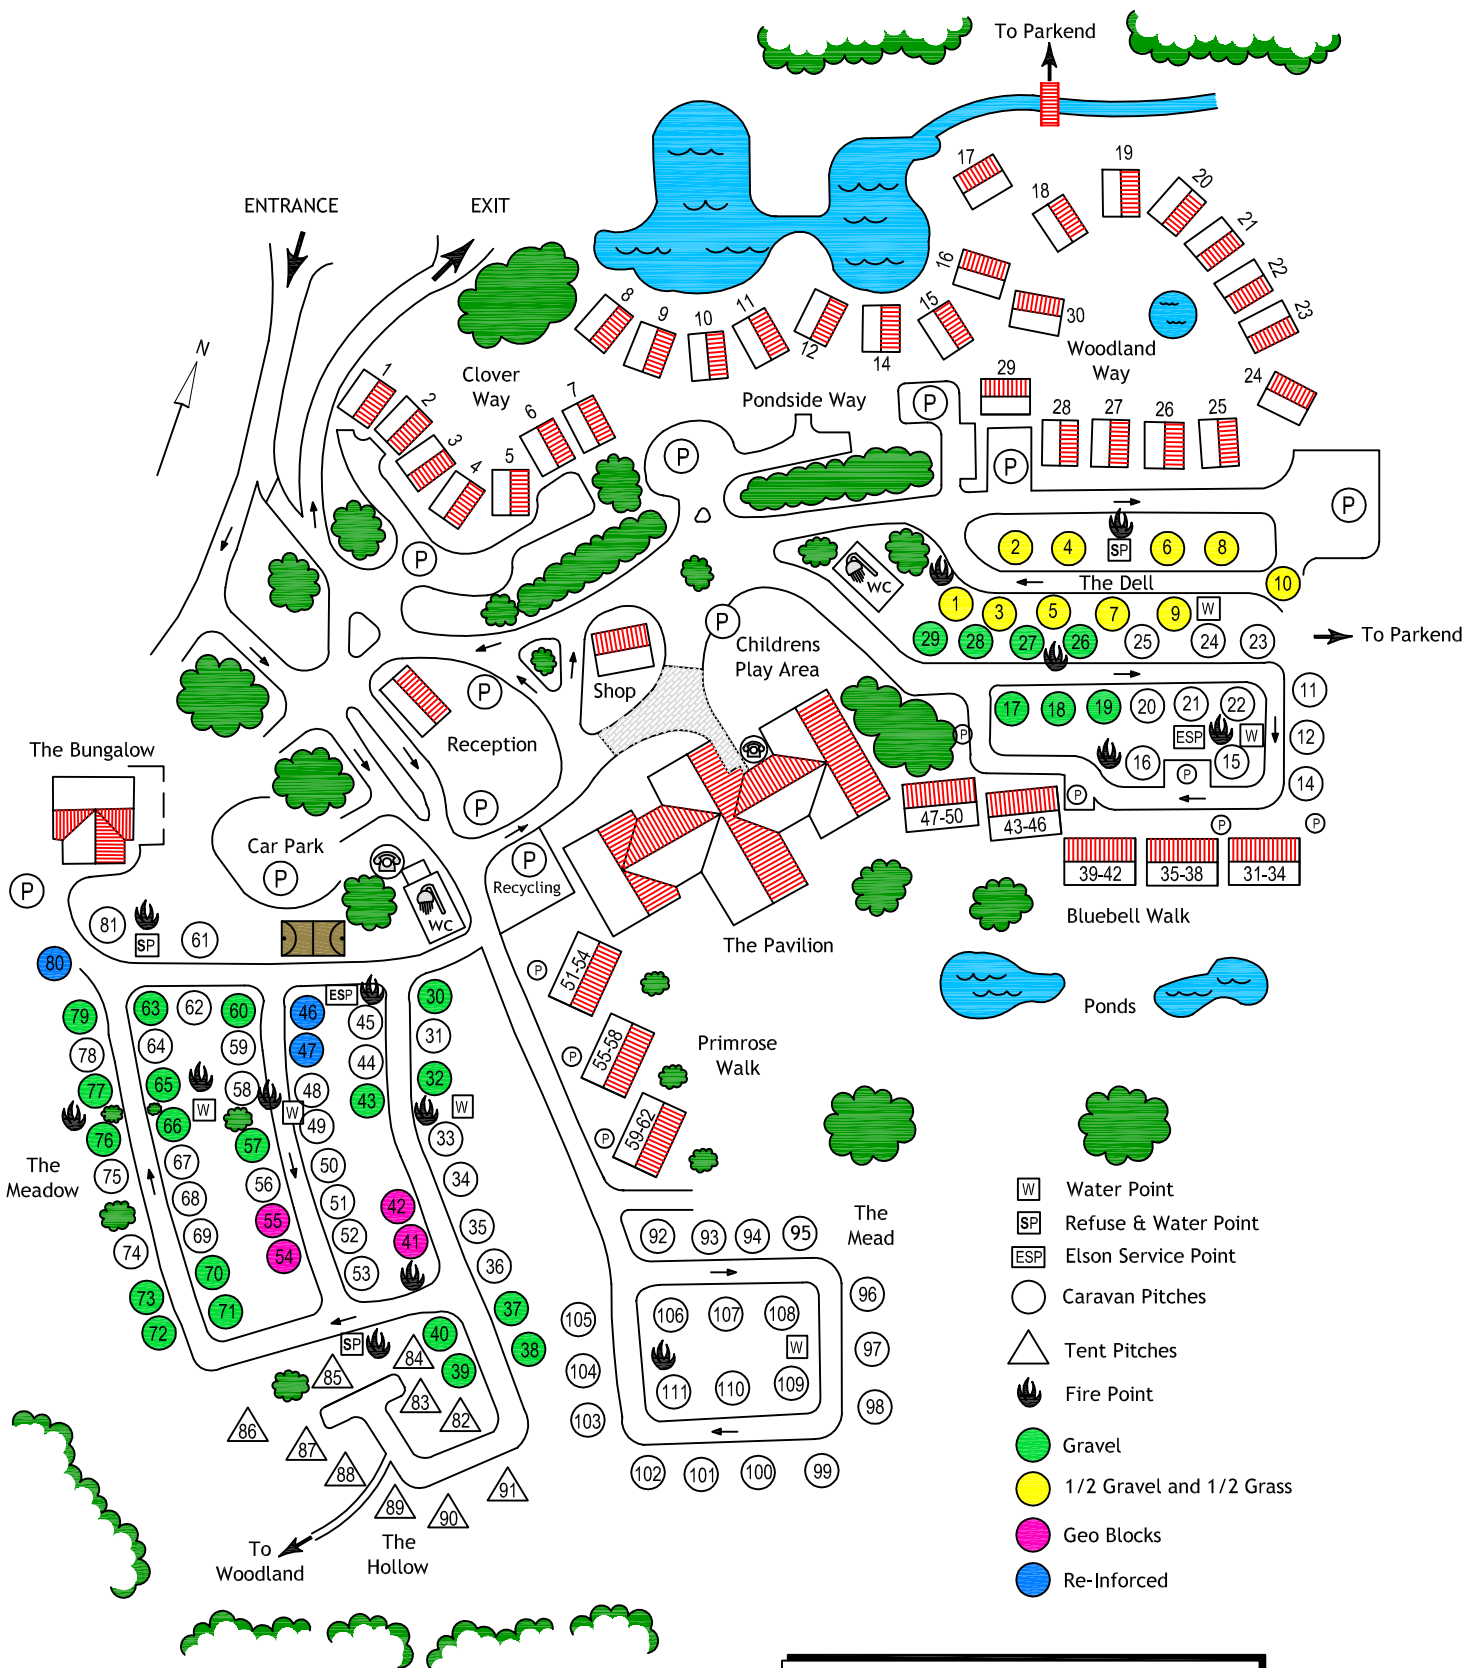 To Parkend
ENTRANCE
EXIT
N
17
18
19
20
21
22
23
24
16
30
15
14
12
11
10
9
8
Woodland
Way
29
28
27
26
25
Clover
Way
1
2
3
4
5
6
7
Pondside Way
P
P
P
P
P
2
4
SP
6
8
The Dell
10
WC
1
3
5
7
9
W
29
28
27
26
25
24
23
To Parkend
P
Childrens
Play Area
Shop
P
Reception
P
17
18
19
20
21
22
11
ESP
W
12
16
P
15
14
P
P
P
P
47-50
43-46
39-42
35-38
31-34
Bluebell Walk
The Bungalow
P
Car Park
P
WC
P
Recycling
The Pavilion
Ponds
81
SP
61
80
79
78
77
76
75
74
73
72
63
62
60
64
59
65
58
W
66
57
67
56
68
55
69
54
70
71
46
ESP
45
47
44
48
43
W
49
50
51
42
52
41
53
30
31
32
W
33
34
35
36
37
38
The
Meadow
P
51-54
P
55-58
P
59-62
Primrose
Walk
The
Mead
92
93
94
95
96
97
98
99
100
101
102
103
104
105
106
107
108
W
109
110
111
SP
40
39
84
85
83
82
86
87
88
89
90
91
To
Woodland
The
Hollow
W Water Point
SP Refuse & Water Point
ESP Elson Service Point
Caravan Pitches
Tent Pitches
Fire Point
Gravel
1/2 Gravel and 1/2 Grass
Geo Blocks
Re-Inforced